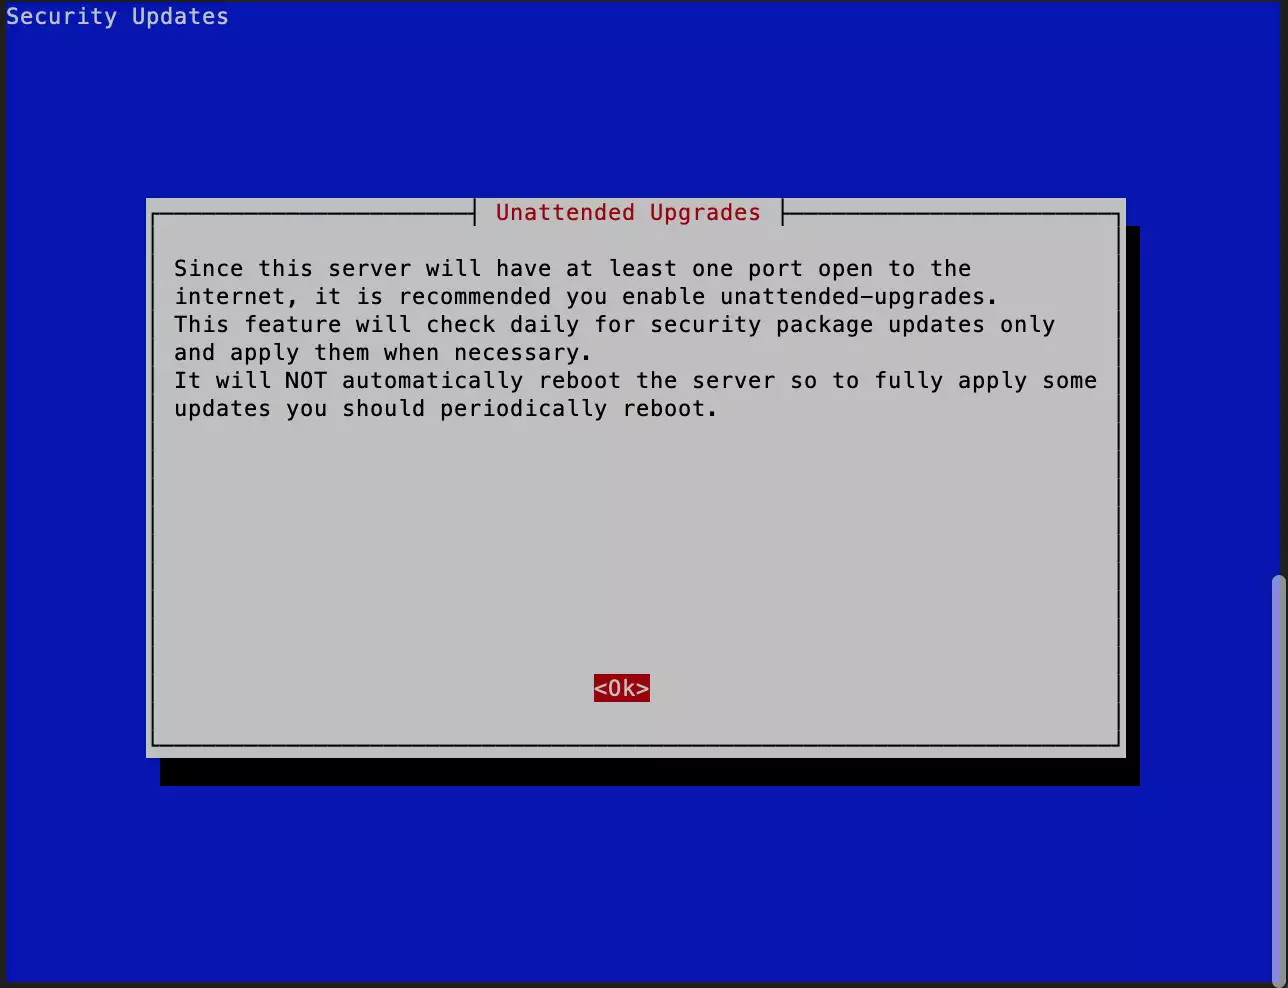 Security Updates
Unattended Upgrades
Since this server will have at least one port open to the
internet, it is recommended you enable unattended-upgrades.
This feature will check daily for security package updates only
and apply them when necessary.
It will NOT automatically reboot the server so to fully apply some
updates you should periodically reboot.
<Ok>